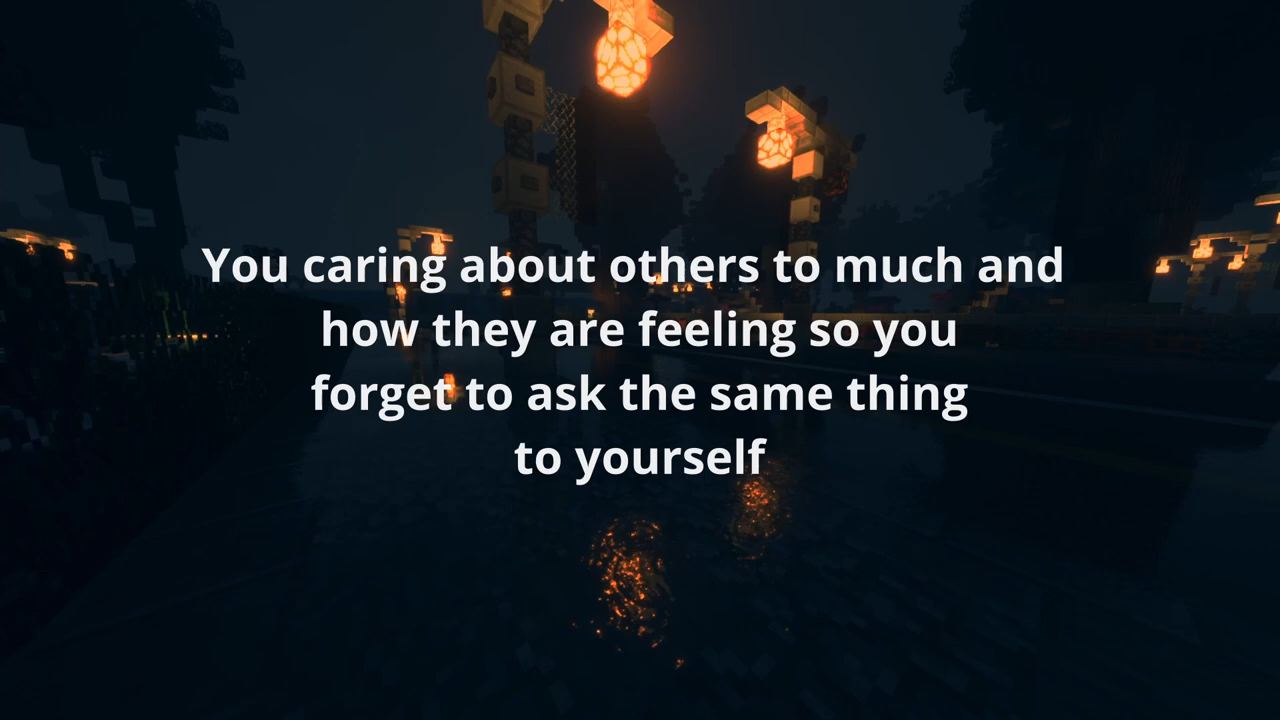 You caring about others to much and
how they are feeling so you
forget to ask the same thing
to yourself